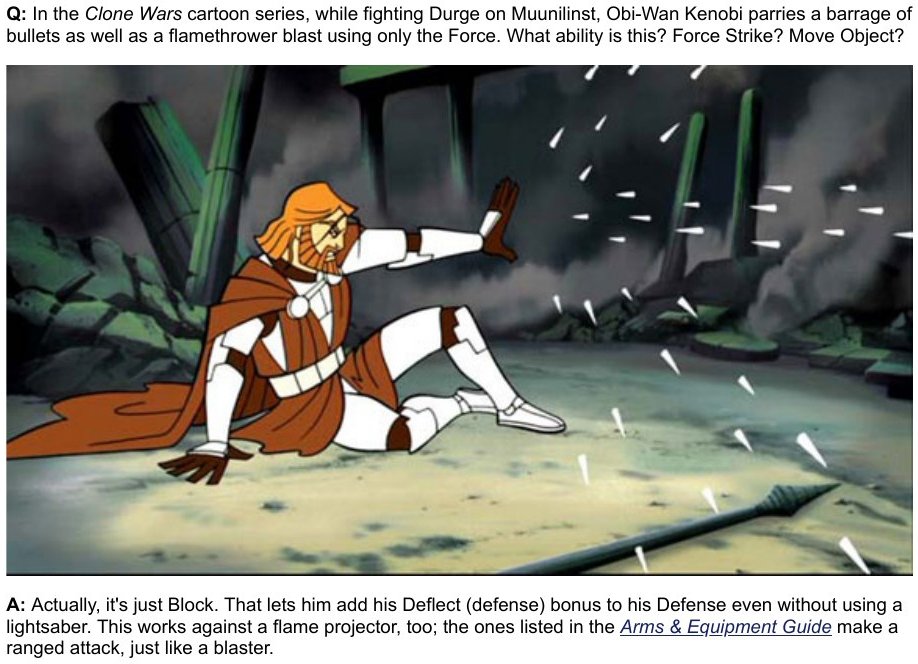 Q: In the Clone Wars cartoon series, while fighting Durge on Muunilinst, Obi-Wan Kenobi parries a barrage of
bullets as well as a flamethrower blast using only the Force. What ability is this? Force Strike? Move Object?
A: Actually, it's just Block. That lets him add his Deflect (defense) bonus to his Defense even without using a
lightsaber. This works against a flame projector, too; the ones listed in the Arms & Equipment Guide make a
ranged attack, just like a blaster.